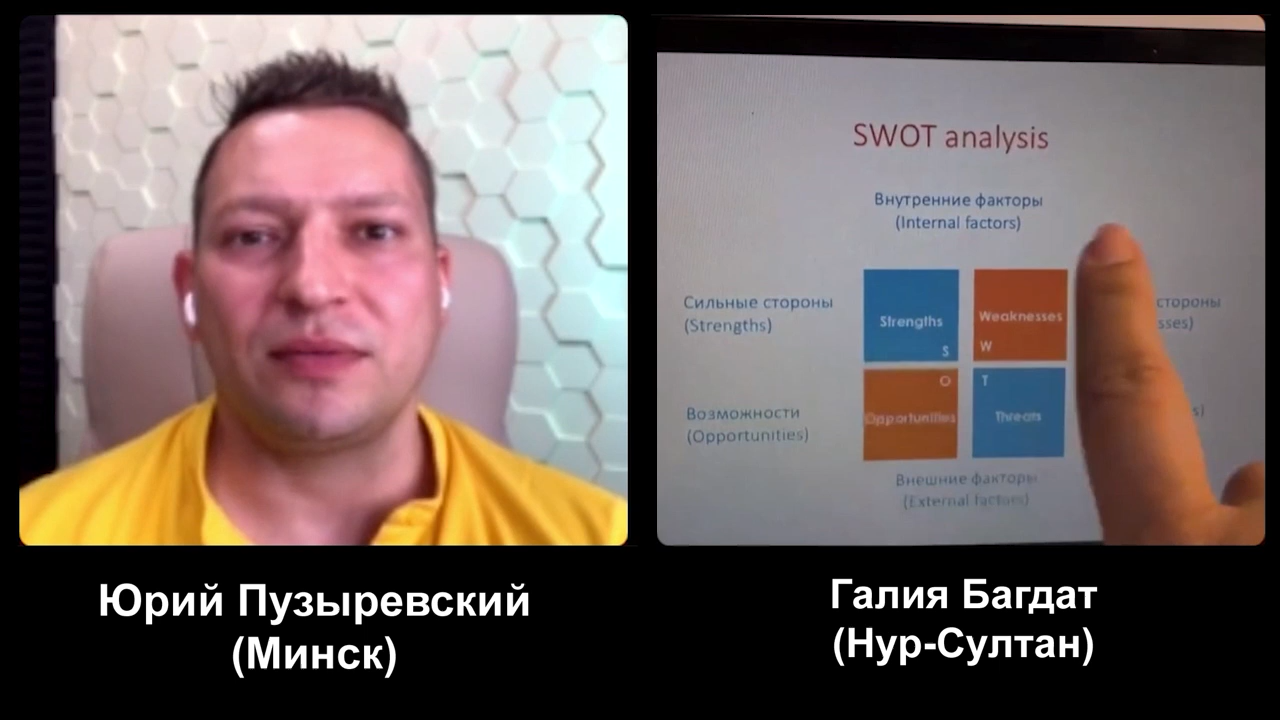 SWOT analysis
Внутренние факторы
(Internal factors)
Сильные стороны
(Strengths)
Strengths
S
Weaknesses
W
стороны
Возможности
(Opportunities)
O
Opportunities
T
Threats
Внешние факторы
(External factors)
Юрий Пузыревский
(Минск)
Галия Багдат
(Нур-Султан)